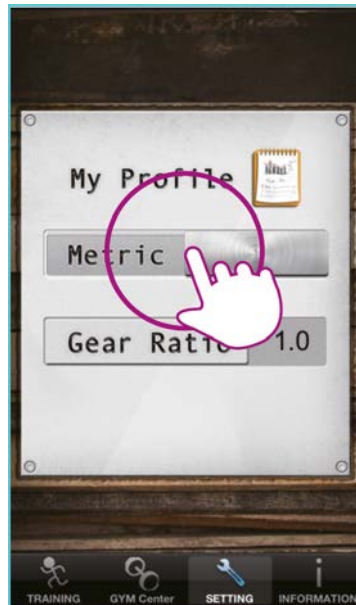 My Profile
Metric
Gear Ratio 1.0
TRAINING GYM Center SETTING INFORMATION